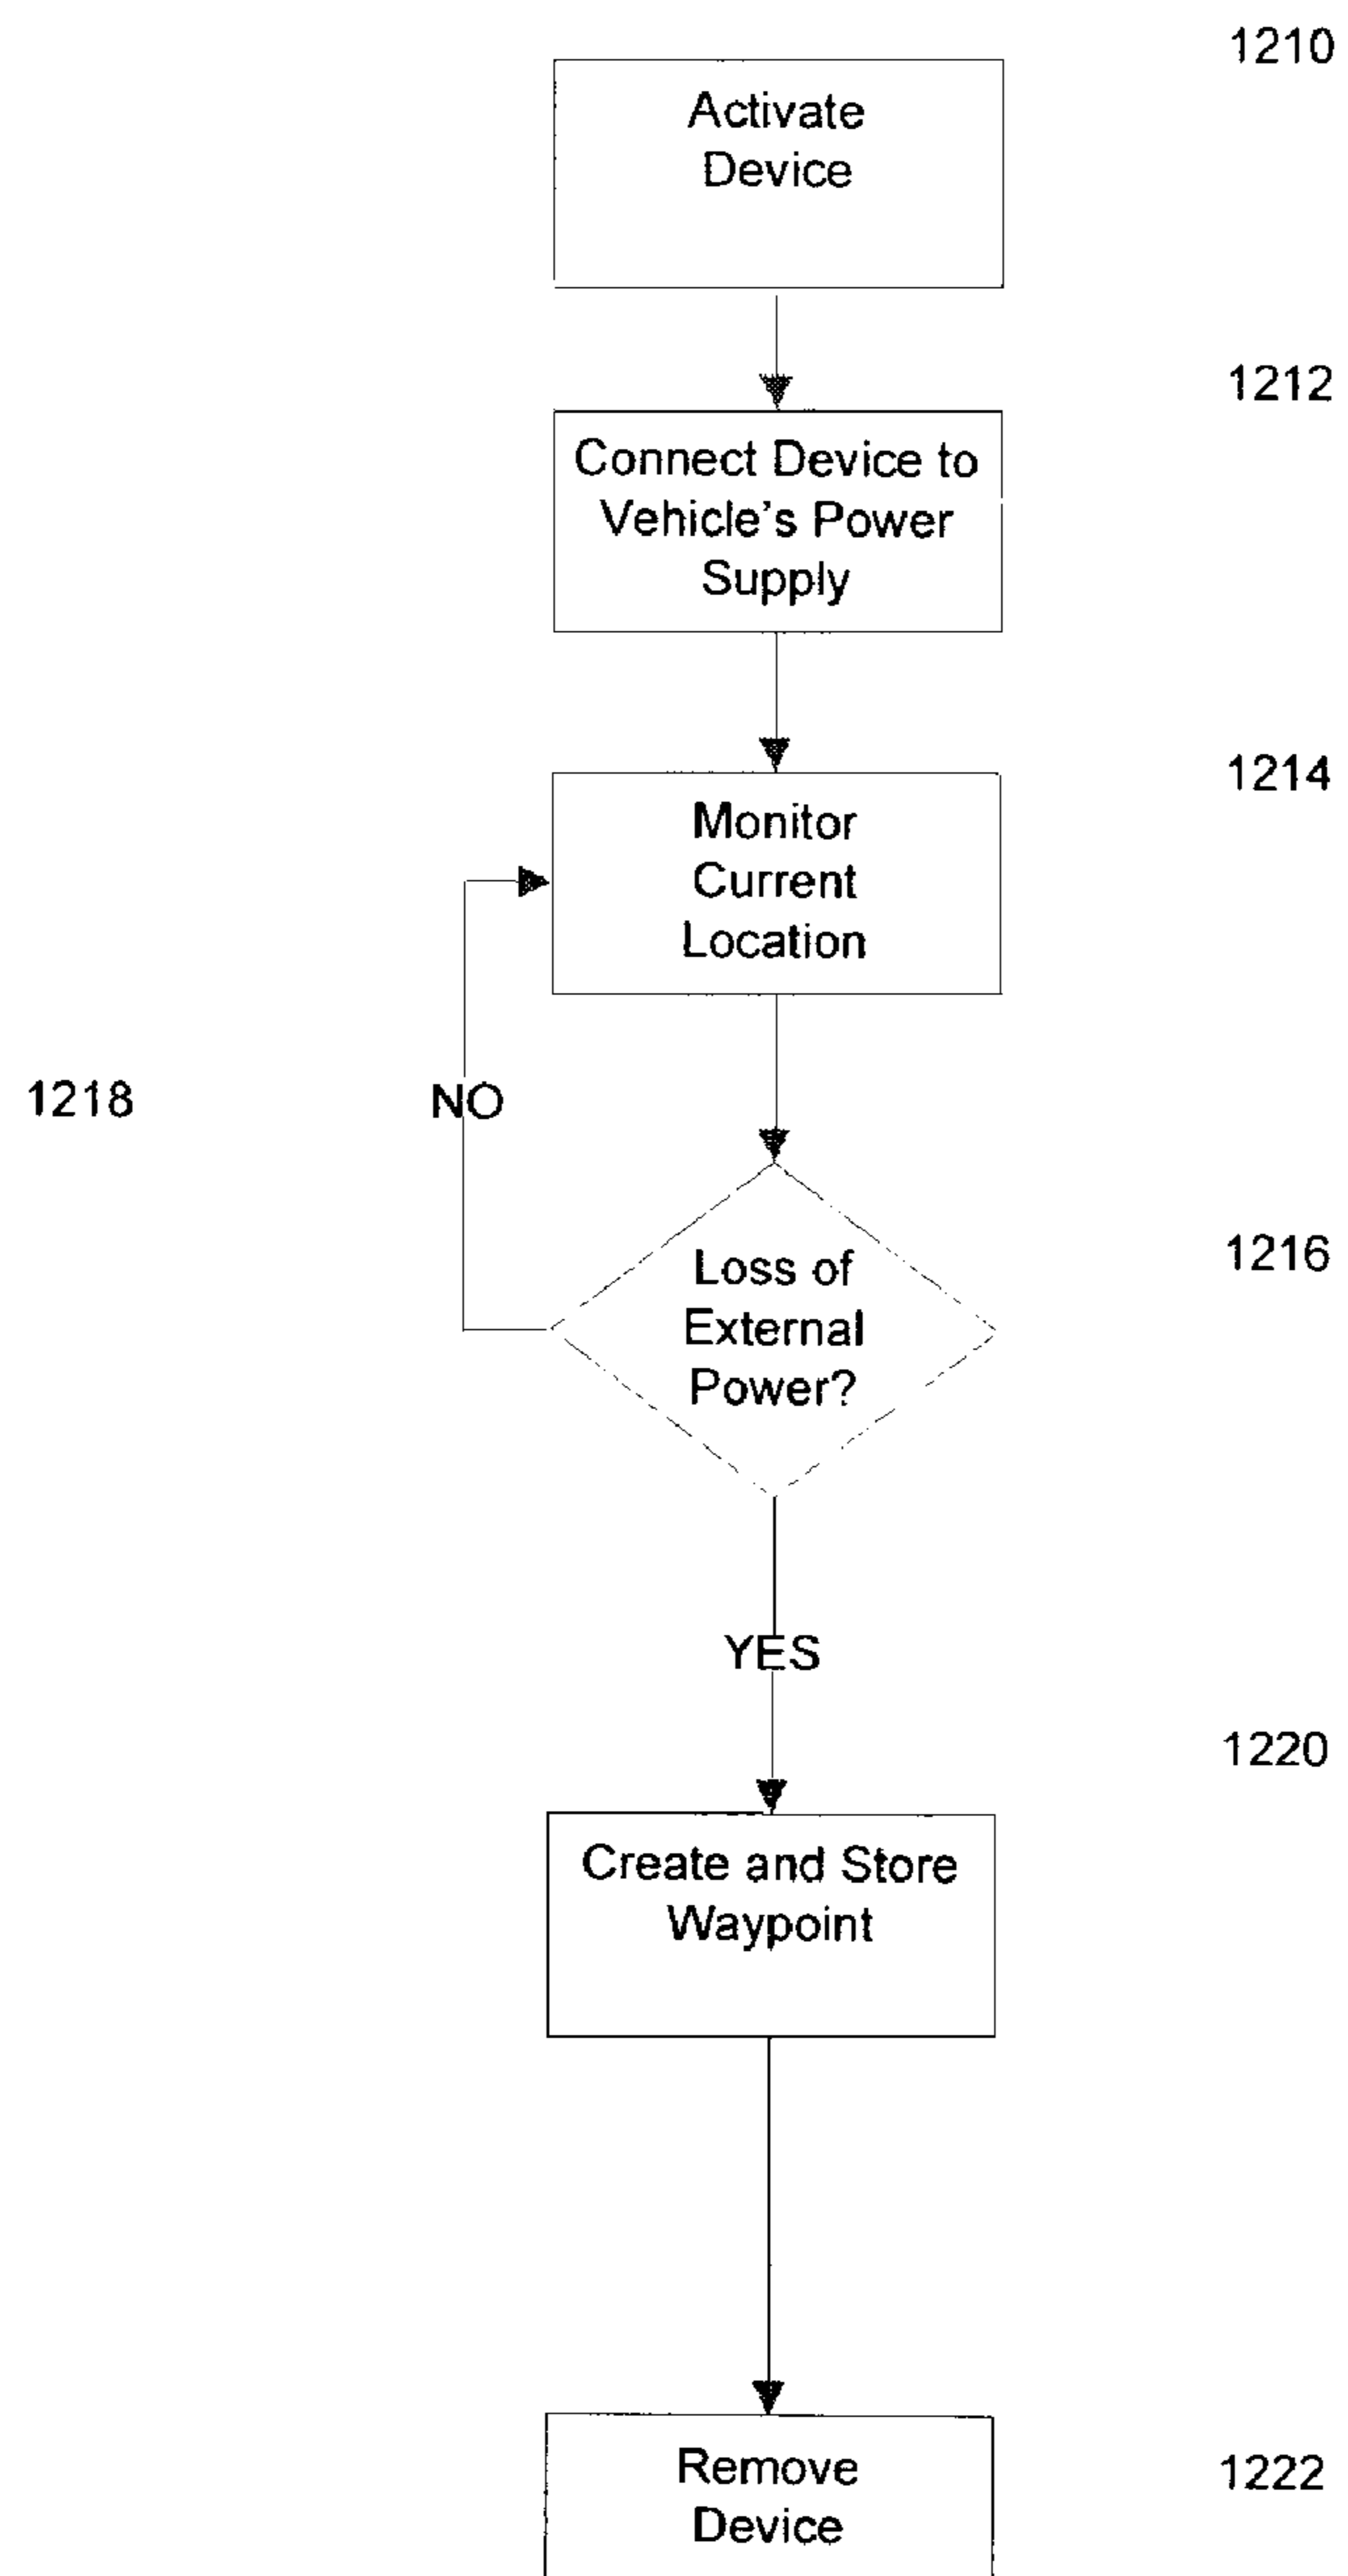 1210
Activate
Device
1212
Connect Device to
Vehicle's Power
Supply
1214
Monitor
Current
Location
1218
NO
1216
Loss of
External
Power?
YES
1220
Create and Store
Waypoint
1222
Remove
Device